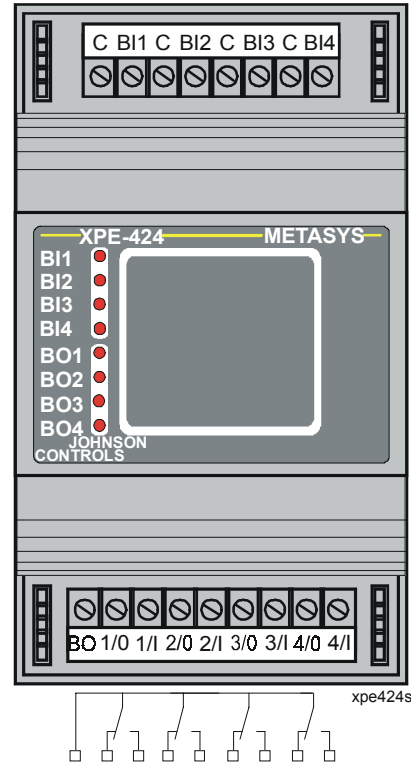 C BI1 C BI2 C BI3 C BI4
XPE-424 METASYS
BI1
BI2
BI3
BI4
BO1
BO2
BO3
BO4
JOHNSON
CONTROLS
BO 1/0 1/I 2/0 2/I 3/0 3/I 4/0 4/I
xpe424s